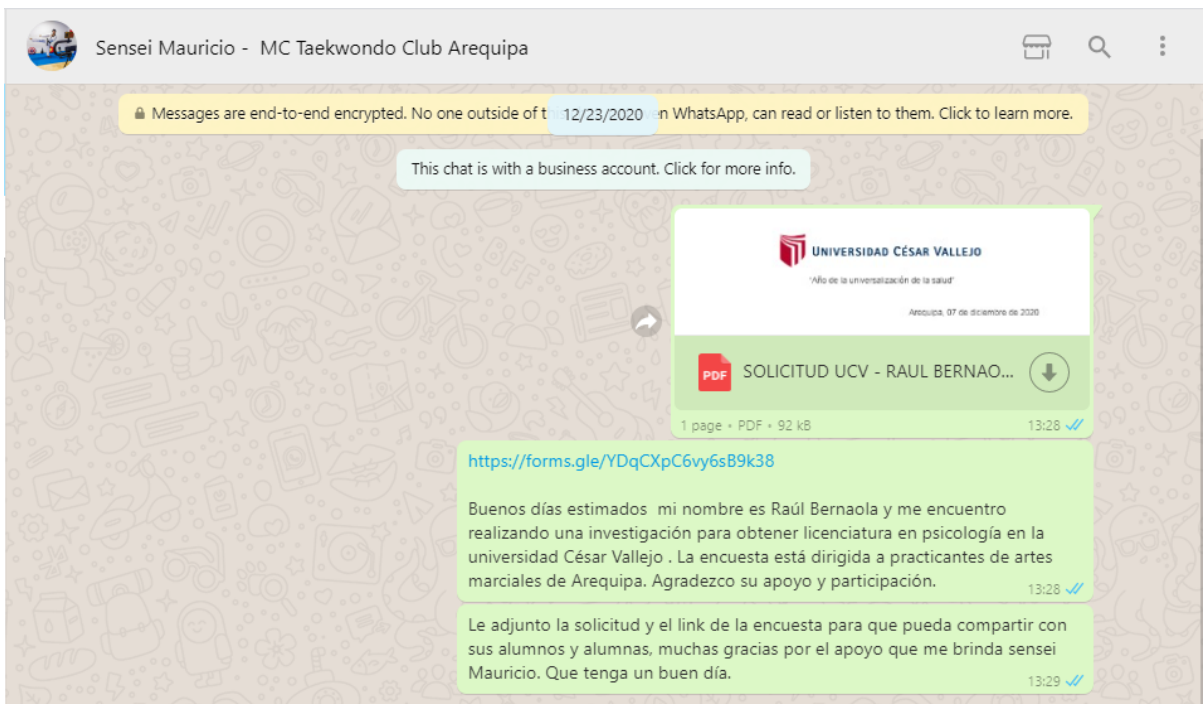 Sensei Mauricio - MC Taekwondo Club Arequipa
Messages are end-to-end encrypted. No one outside of 12/23/2020 n WhatsApp, can read or listen to them. Click to learn more.
This chat is with a business account. Click for more info.
UNIVERSIDAD CÉSAR VALLEJO
"Año de la universalización de la salud"
Arequipa, 07 de diciembre de 2020
PDF SOLICITUD UCV - RAUL BERNAO...
1 page • PDF • 92 kB 13:28
https://forms.gle/YDqCXpC6vy6sB9k38
Buenos días estimados mi nombre es Raúl Bernaola y me encuentro
realizando una investigación para obtener licenciatura en psicología en la
universidad César Vallejo . La encuesta está dirigida a practicantes de artes
marciales de Arequipa. Agradezco su apoyo y participación. 13:28
Le adjunto la solicitud y el link de la encuesta para que pueda compartir con
sus alumnos y alumnas, muchas gracias por el apoyo que me brinda sensei
Mauricio. Que tenga un buen día. 13:29